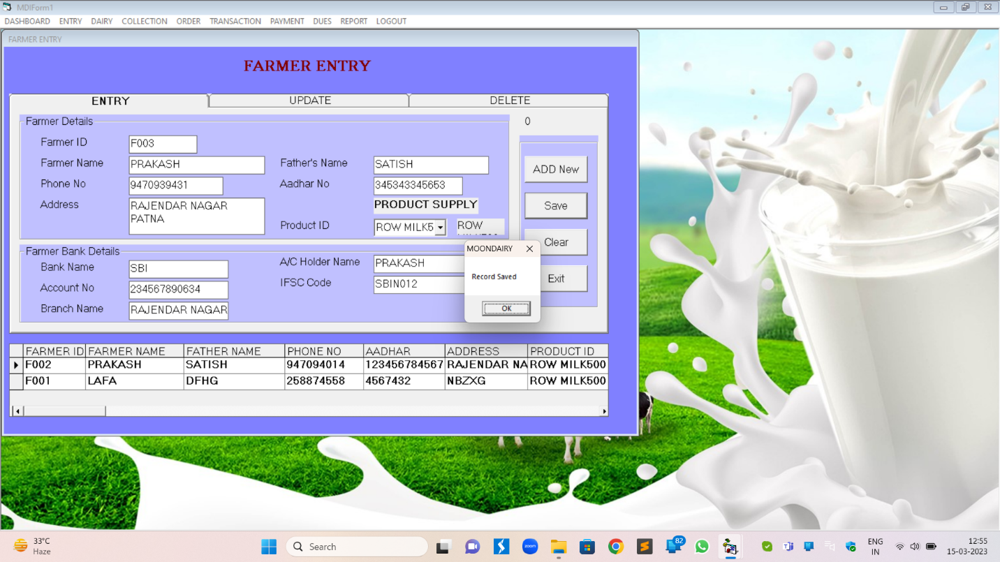 MDIForm1
DASHBOARD ENTRY DAIRY COLLECTION ORDER TRANSACTION PAYMENT DUES REPORT LOGOUT
FARMER ENTRY
FARMER ENTRY
ENTRY UPDATE DELETE
Farmer Details
0
Farmer ID F003
Farmer Name PRAKASH Father's Name SATISH
ADD New
Phone No 9470939431 Aadhar No 345343345653
Address RAJENDAR NAGAR
PATNA
PRODUCT SUPPLY
Save
Product ID ROW MILK5 ROW
Clear
Farmer Bank Details
Bank Name SBI A/C Holder Name PRAKASH
Account No 234567890634 IFSC Code SBIN012
Exit
Branch Name RAJENDAR NAGAR
MOONDAIRY
Record Saved
OK
FARMER ID FARMER NAME FATHER NAME PHONE NO AADHAR ADDRESS PRODUCT ID
F002 PRAKASH SATISH 947094014 123456784567 RAJENDAR NA ROW MILK500
F001 LAFA DFHG 258874558 4567432 NBZXG ROW MILK500
33°C
Haze
Search
zoom
82
ENG
IN
12:55
15-03-2023